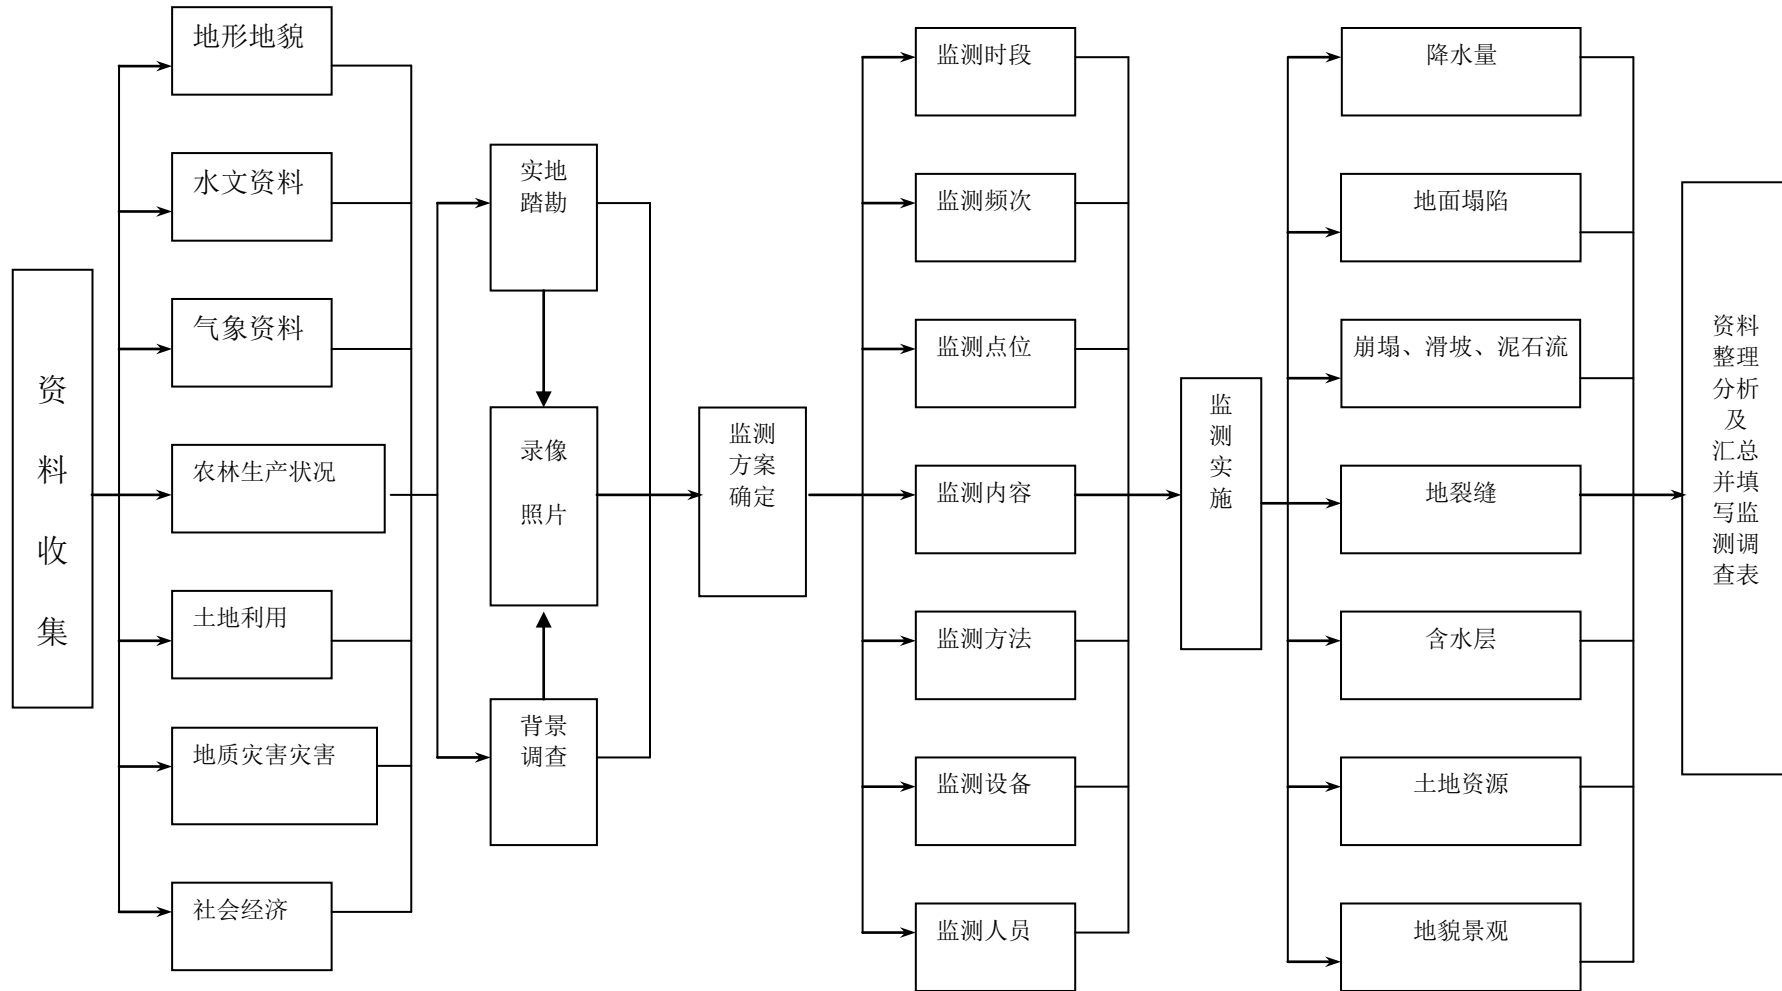 资
料
收
集
地形地貌
水文资料
气象资料
农林生产状况
土地利用
地质灾害灾害
社会经济
实地
踏勘
录像
照片
背景
调查
监测
方案
确定
监测时段
监测频次
监测点位
监测内容
监测方法
监测设备
监测人员
监
测
实
施
降水量
地面塌陷
崩塌、滑坡、泥石流
地裂缝
含水层
土地资源
地貌景观
资料
整理
分析
及
汇总
并填
写监
测调
查表